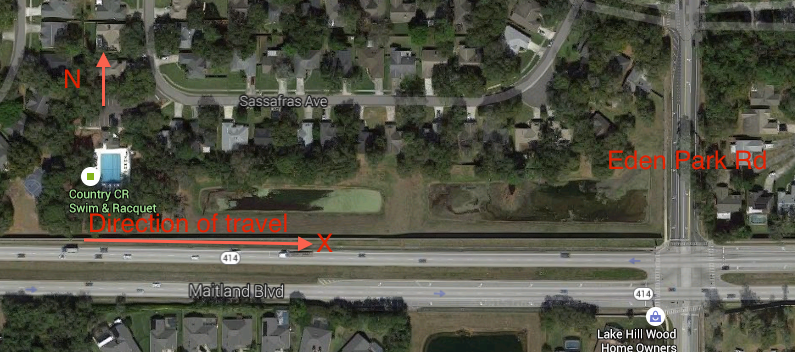 N
Sassafras Ave
Eden Park Rd
Country CR
Swim & Racquet
Direction of travel
X
414
Maitland Blvd
414
Lake Hill Wood
Home Owners